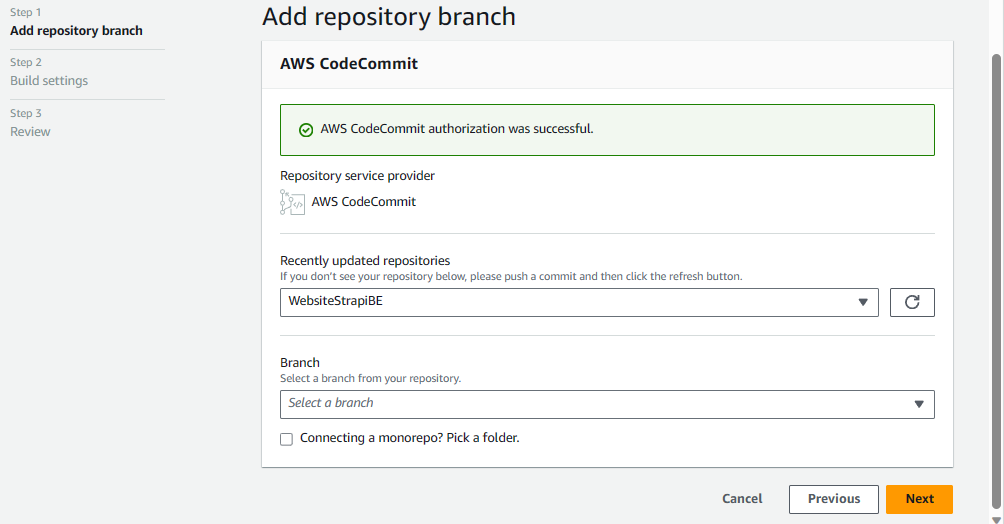 Step 1
Add repository branch
Step 2
Build settings
Step 3
Review
Add repository branch
AWS CodeCommit
AWS CodeCommit authorization was successful.
Repository service provider
AWS CodeCommit
Recently updated repositories
If you don't see your repository below, please push a commit and then click the refresh button.
WebsiteStrapiBE
Branch
Select a branch from your repository.
Select a branch
Connecting a monorepo? Pick a folder.
Cancel
Previous
Next